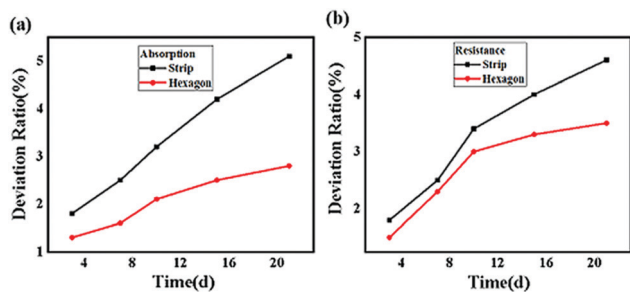 (a)
Absorption
Strip
Hexagon
Deviation Ratio(%)
5
4
3
2
1
4 8 12 16 20
Time(d)
(b)
Resistance
Strip
Hexagon
Deviation Ratio(%)
5
4
3
2
4 8 12 16 20
Time(d)